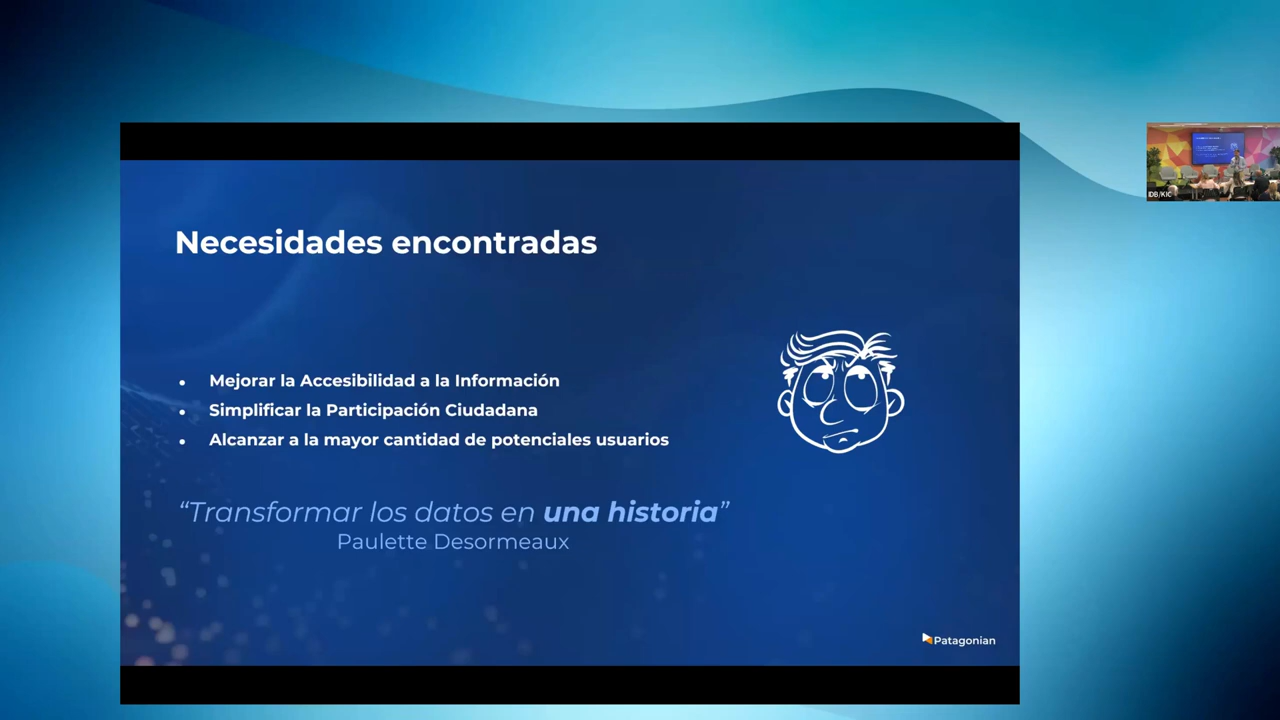 Necesidades encontradas
• Mejorar la Accesibilidad a la Información
• Simplificar la Participación Ciudadana
• Alcanzar a la mayor cantidad de potenciales usuarios
“Transformar los datos en una historia”
Paulette Desormeaux
Patagonian
IDB/KIC